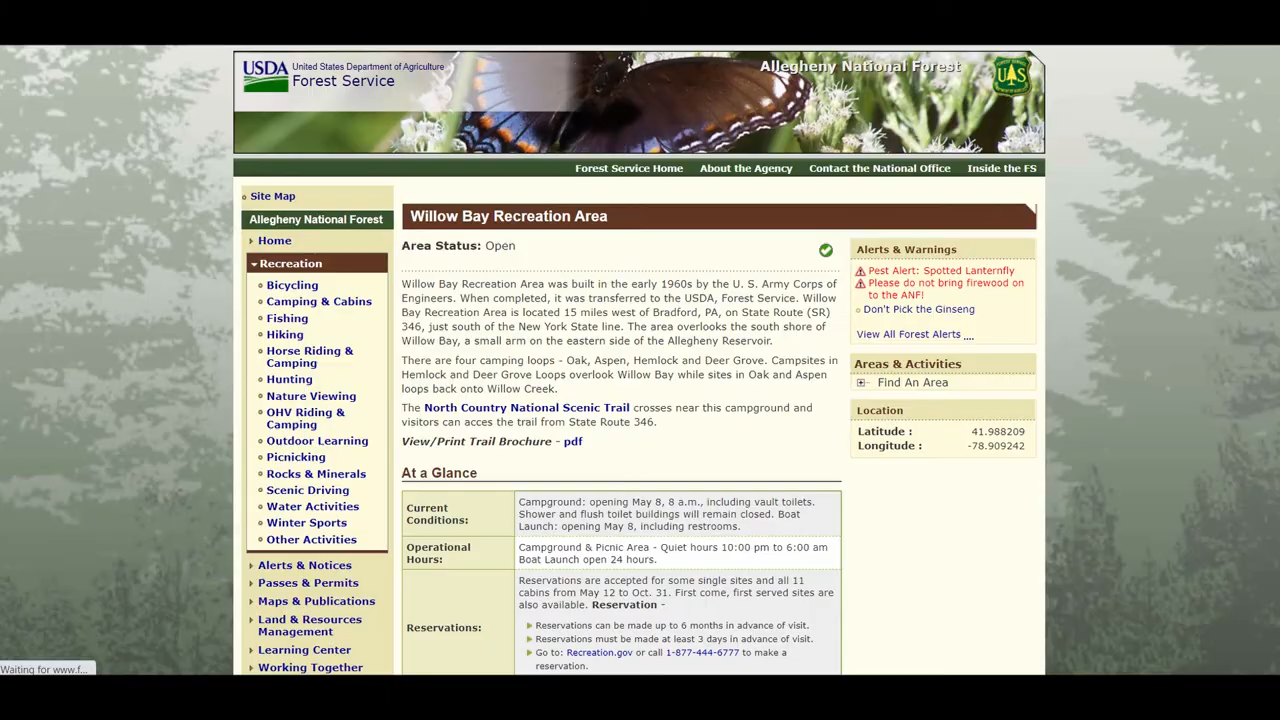 USDA
United States Department of Agriculture
Forest Service
Allegheny National Forest
FOREST SERVICE
UAS
Forest Service Home
About the Agency
Contact the National Office
Inside the FS
Site Map
Allegheny National Forest
Home
Recreation
Bicycling
Camping & Cabins
Fishing
Hiking
Horse Riding &
Camping
Hunting
Nature Viewing
OHV Riding &
Camping
Outdoor Learning
Picnicking
Rocks & Minerals
Scenic Driving
Water Activities
Winter Sports
Other Activities
Alerts & Notices
Passes & Permits
Maps & Publications
Land & Resources
Management
Learning Center
Working Together
Willow Bay Recreation Area
Area Status: Open
Willow Bay Recreation Area was built in the early 1960s by the U. S. Army Corps of
Engineers. When completed, it was transferred to the USDA, Forest Service. Willow
Bay Recreation Area is located 15 miles west of Bradford, PA, on State Route (SR)
346, just south of the New York State line. The area overlooks the south shore of
Willow Bay, a small arm on the eastern side of the Allegheny Reservoir.
There are four camping loops - Oak, Aspen, Hemlock and Deer Grove. Campsites in
Hemlock and Deer Grove Loops overlook Willow Bay while sites in Oak and Aspen
loops back onto Willow Creek.
The North Country National Scenic Trail crosses near this campground and
visitors can acces the trail from State Route 346.
View/Print Trail Brochure - pdf
At a Glance
Current
Conditions:
Campground: opening May 8, 8 a.m., including vault toilets.
Shower and flush toilet buildings will remain closed. Boat
Launch: opening May 8, including restrooms.
Operational
Hours:
Campground & Picnic Area - Quiet hours 10:00 pm to 6:00 am
Boat Launch open 24 hours.
Reservations:
Reservations are accepted for some single sites and all 11
cabins from May 12 to Oct. 31. First come, first served sites are
also available. Reservation -
Reservations can be made up to 6 months in advance of visit.
Reservations must be made at least 3 days in advance of visit.
Go to: Recreation.gov or call 1-877-444-6777 to make a
reservation.
Alerts & Warnings
Pest Alert: Spotted Lanternfly
Please do not bring firewood on
to the ANF!
Don't Pick the Ginseng
View All Forest Alerts ....
Areas & Activities
Find An Area
Location
Latitude : 41.988209
Longitude : -78.909242
Waiting for www.f...